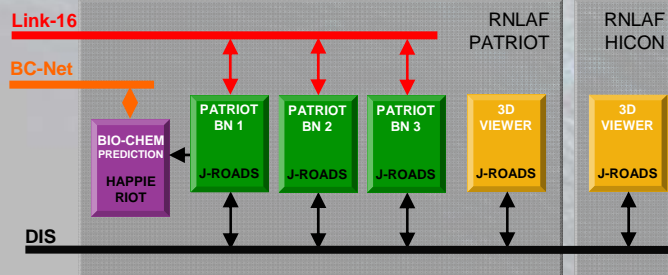 Link-16
RNLAF
PATRIOT
RNLAF
HICON
BC-Net
BIO-CHEM
PREDICTION
HAPPIE
RIOT
PATRIOT
BN 1
J-ROADS
PATRIOT
BN 2
J-ROADS
PATRIOT
BN 3
J-ROADS
3D
VIEWER
J-ROADS
3D
VIEWER
J-ROADS
DIS